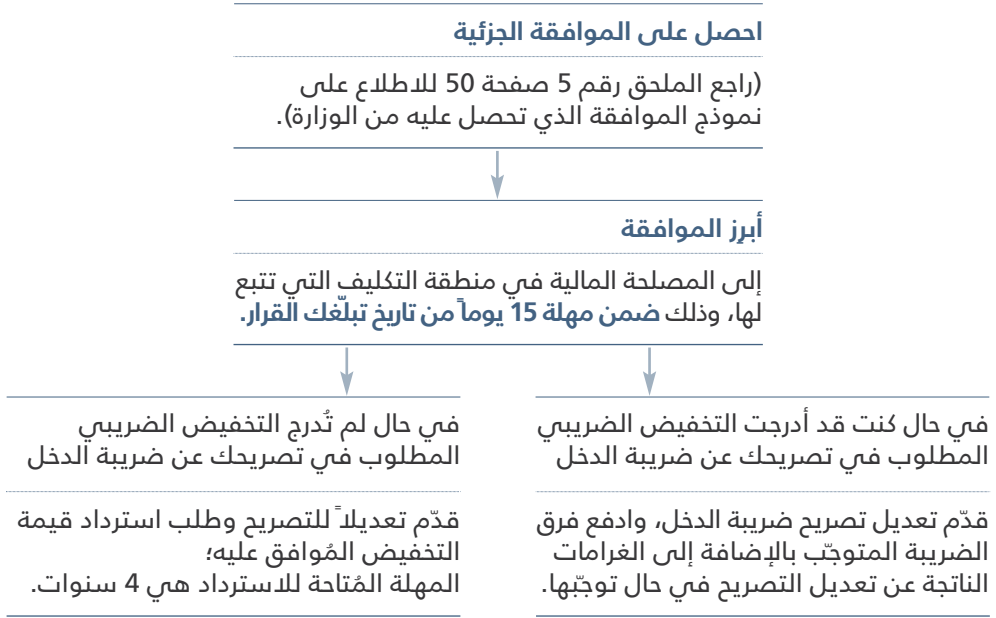 احصل على الموافقة الجزئية
(راجع الملحق رقم 5 صفحة 50 للاطلاع على
نموذج الموافقة الذي تحصل عليه من الوزارة).
أبرِز الموافقة
إلى المصلحة المالية في منطقة التكليف التي تتبع
لها، وذلك ضمن مهلة 15 يوماً من تاريخ تبلّغك القرار.
في حال كنت قد أدرجت التخفيض الضريبي
المطلوب في تصريحك عن ضريبة الدخل
قدّم تعديل تصريح ضريبة الدخل، وادفع فرق
الضريبة المتوجّب بالإضافة إلى الغرامات
الناتجة عن تعديل التصريح في حال توجّبها.
في حال لم تُدرج التخفيض الضريبي
المطلوب في تصريحك عن ضريبة الدخل
قدّم تعديلاً للتصريح وطلب استرداد قيمة
التخفيض المُوافق عليه؛
المهلة المُتاحة للاسترداد هي 4 سنوات.